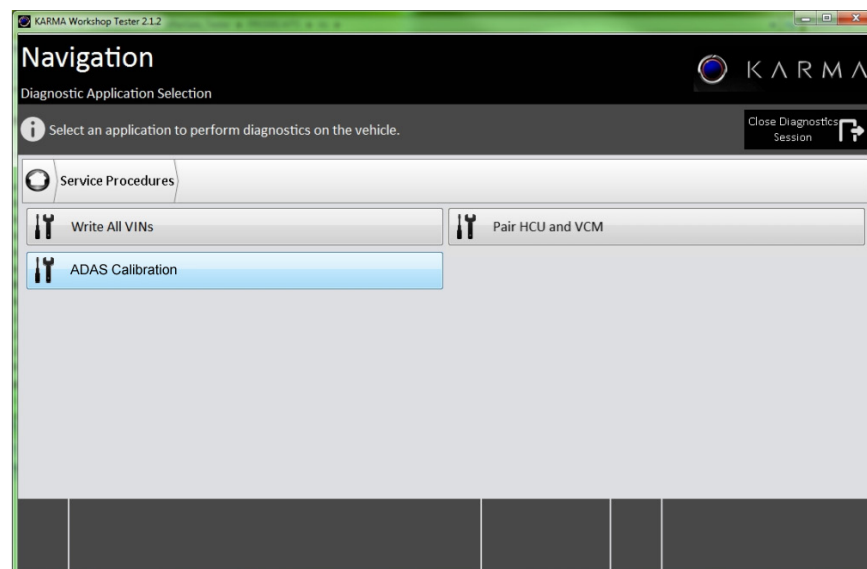 KARMA Workshop Tester 2.1.2
Navigation
KARMA
Diagnostic Application Selection
Select an application to perform diagnostics on the vehicle.
Close Diagnostics
Session
Service Procedures
Write All VINs
Pair HCU and VCM
ADAS Calibration